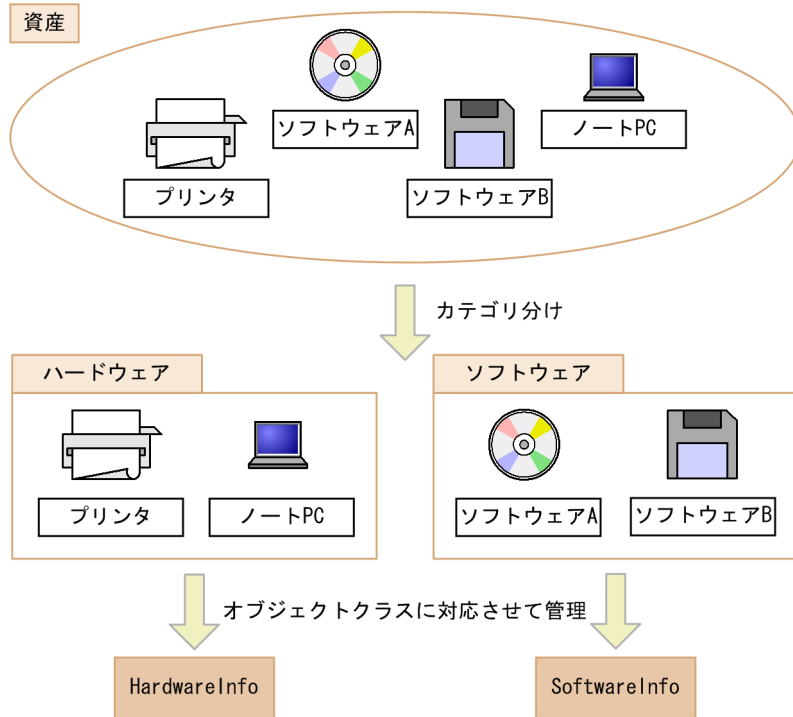 資産
ソフトウェアA
ノートPC
プリンタ
ソフトウェアB
カテゴリ分け
ハードウェア
ソフトウェア
プリンタ
ノートPC
ソフトウェアA
ソフトウェアB
オブジェクトクラスに対応させて管理
HardwareInfo
SoftwareInfo